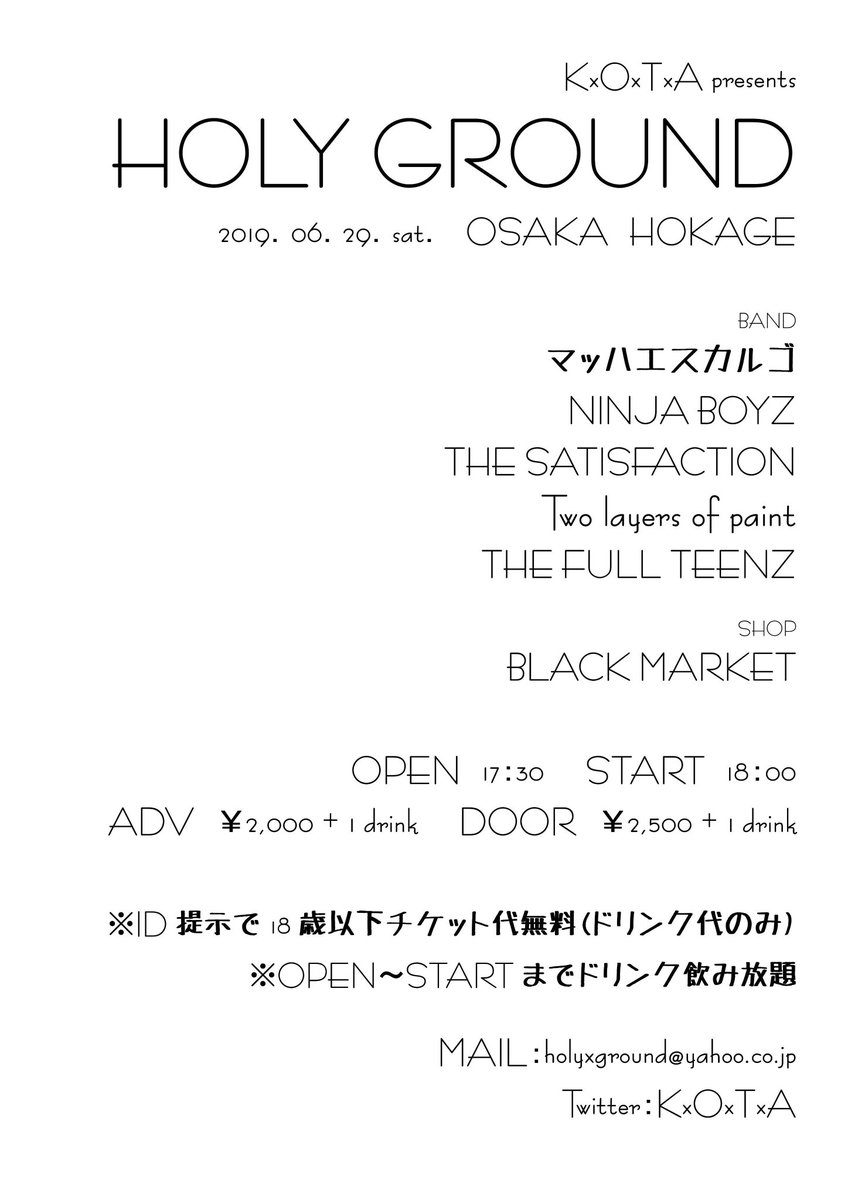 KxOxTxA presents
HOLY GROUND
2019. 06. 29. sat. OSAKA HOKAGE
BAND
マッハエスカルゴ
NINJA BOYZ
THE SATISFACTION
Two layers of paint
THE FULL TEENZ
SHOP
BLACK MARKET
OPEN 17:30 START 18:00
ADV ¥2,000 + 1 drink DOOR ¥2,500 + 1 drink
※ID 提示で 18 歳以下チケット代無料(ドリンク代のみ)
※OPEN〜START までドリンク飲み放題
MAIL:holyxground@yahoo.co.jp
Twitter:KxOxTxA